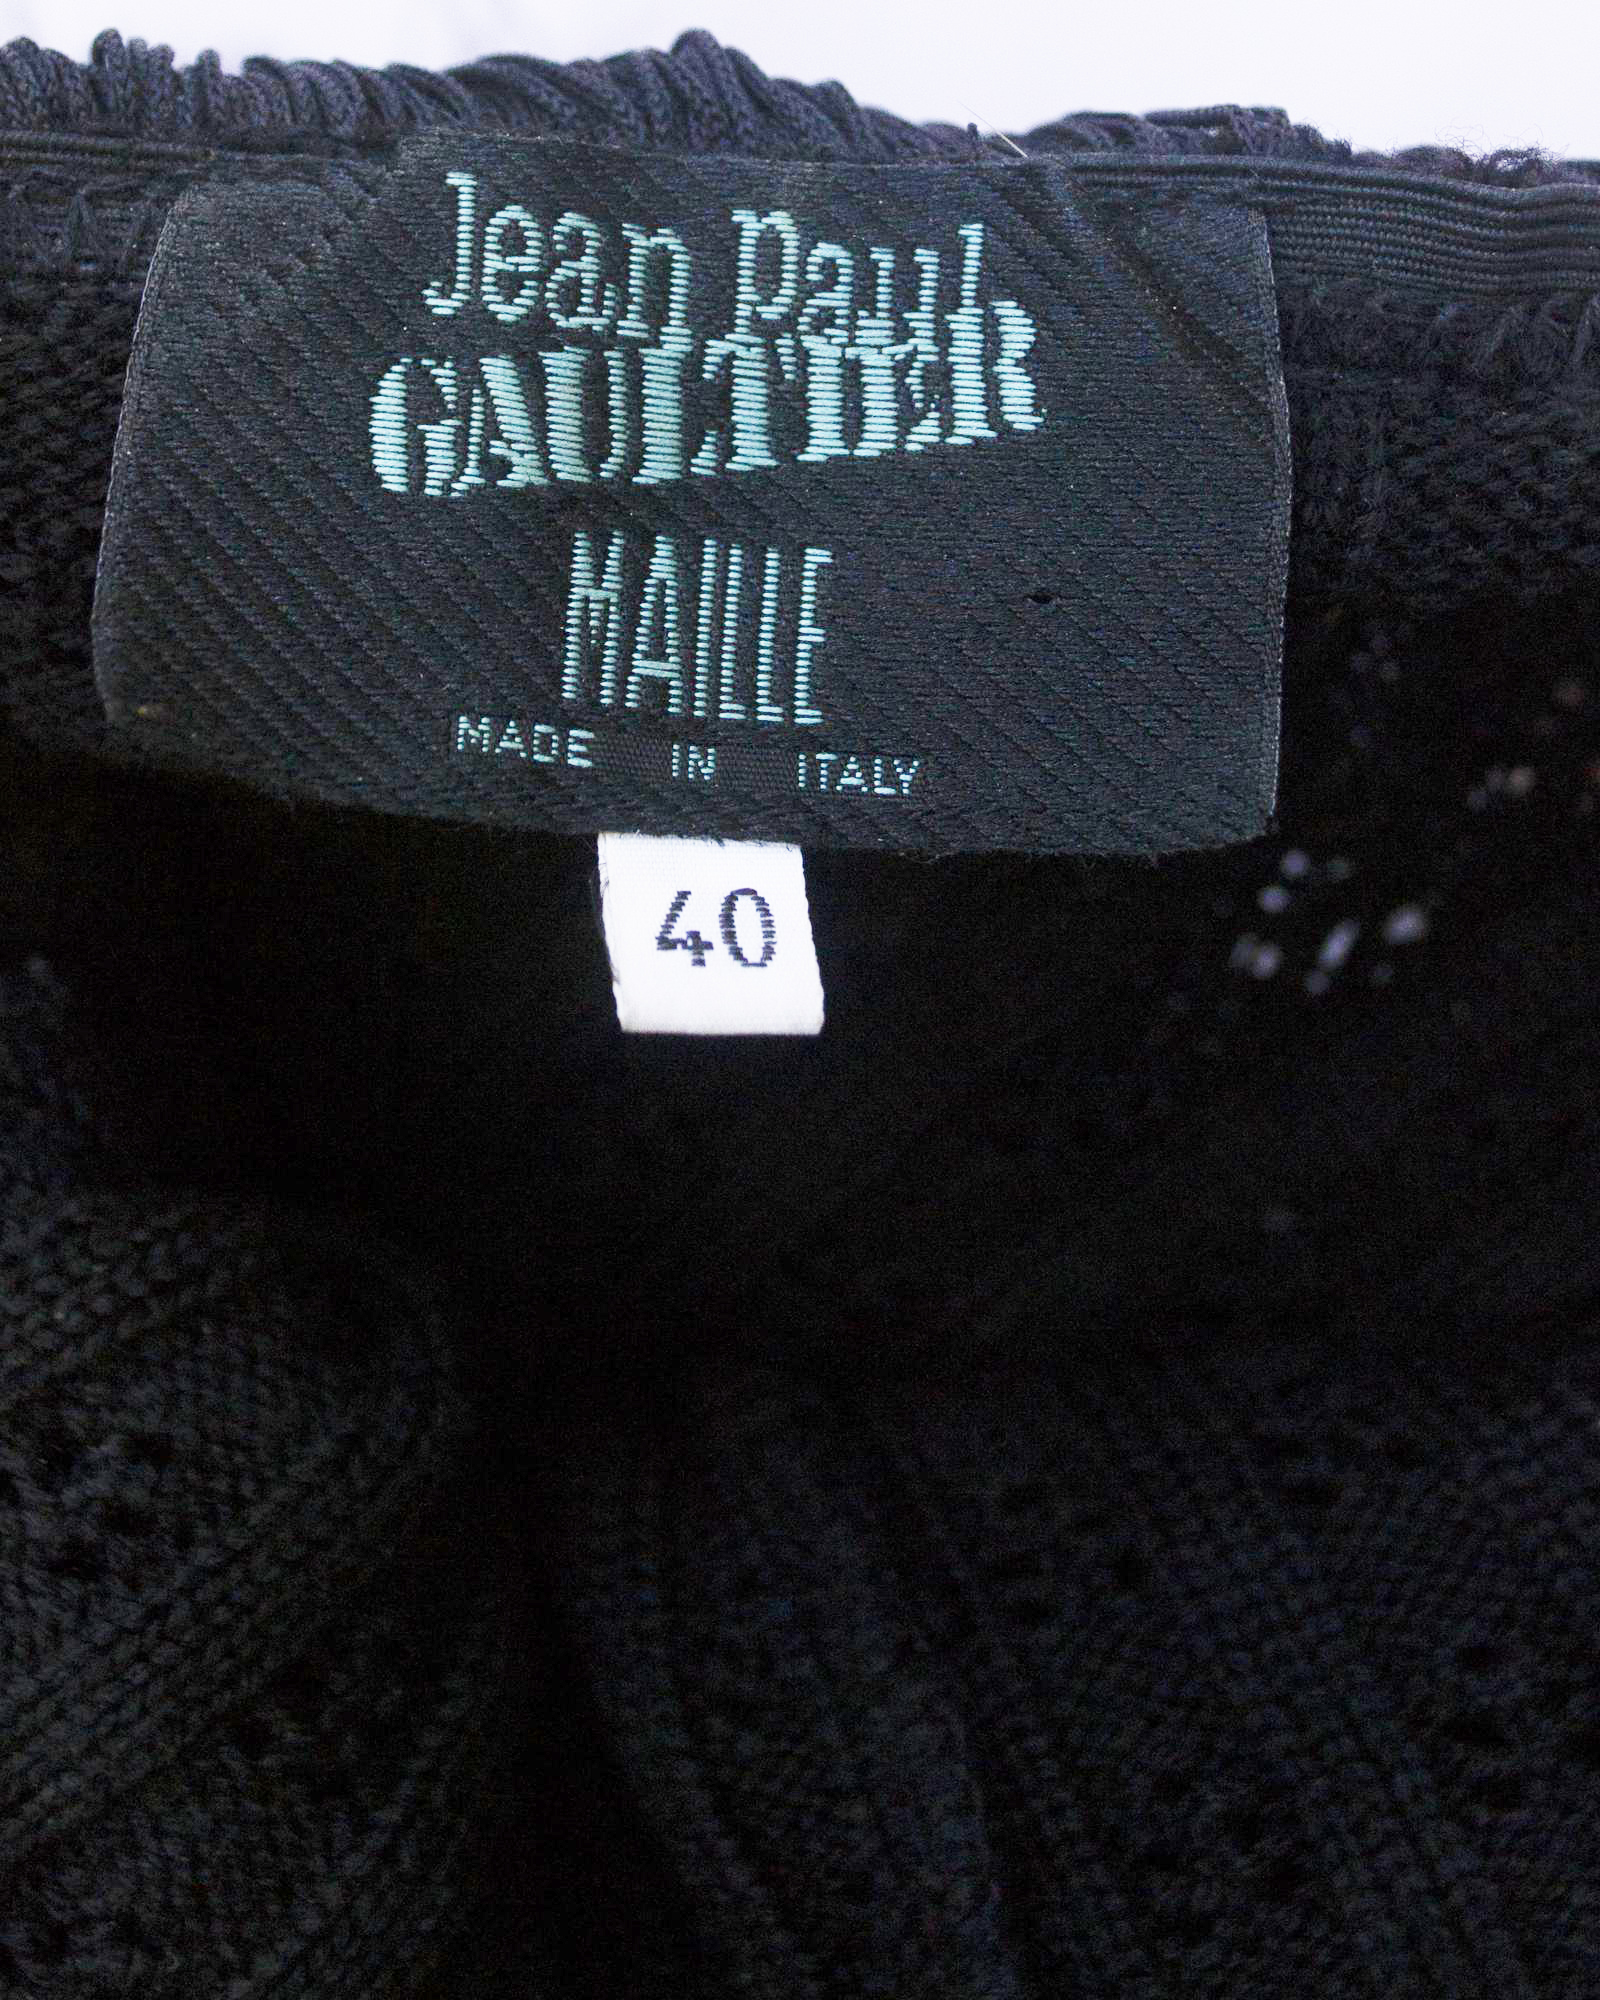 Jean Paul
GAULTIER
MAILLE
MADE IN ITALY
40